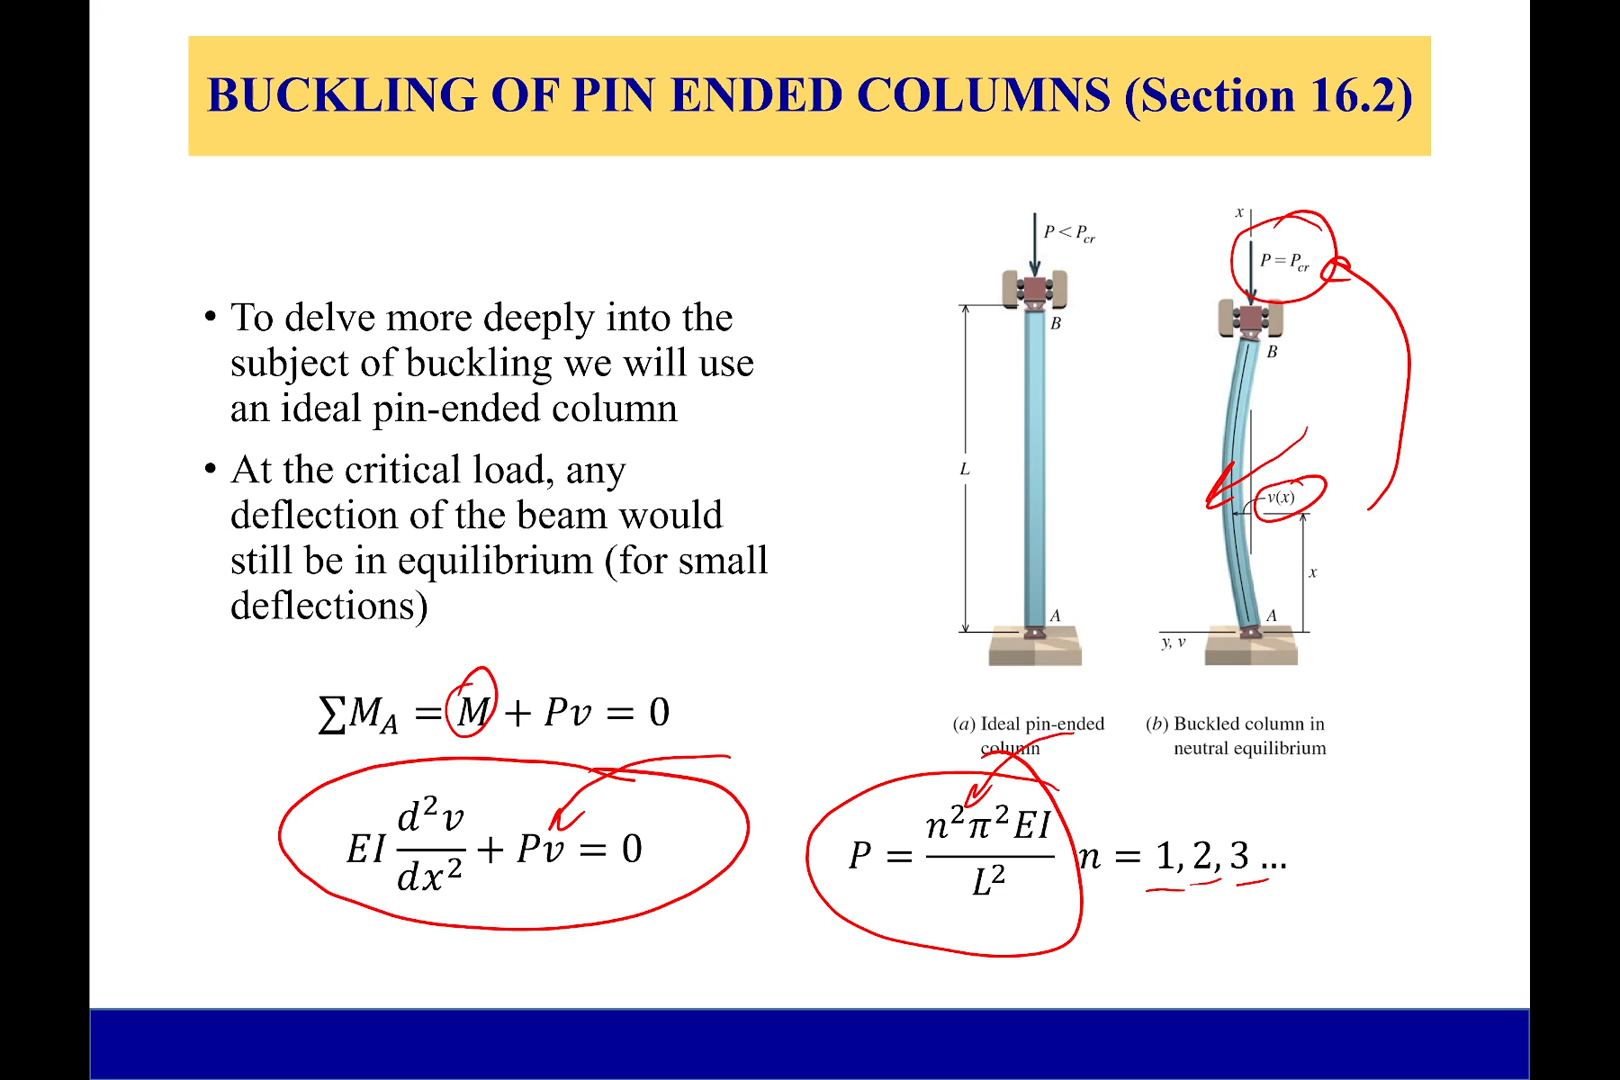 BUCKLING OF PIN ENDED COLUMNS (Section 16.2)
• To delve more deeply into the
subject of buckling we will use
an ideal pin-ended column
• At the critical load, any
deflection of the beam would
still be in equilibrium (for small
deflections)
∑M_A = M + Pv = 0
EI d²v/dx² + Pv = 0
P < P_cr
B
L
A
(a) Ideal pin-ended
column
x
P = P_cr
B
v(x)
x
A
y, v
(b) Buckled column in
neutral equilibrium
P = n²π²EI/L² n = 1, 2, 3 …